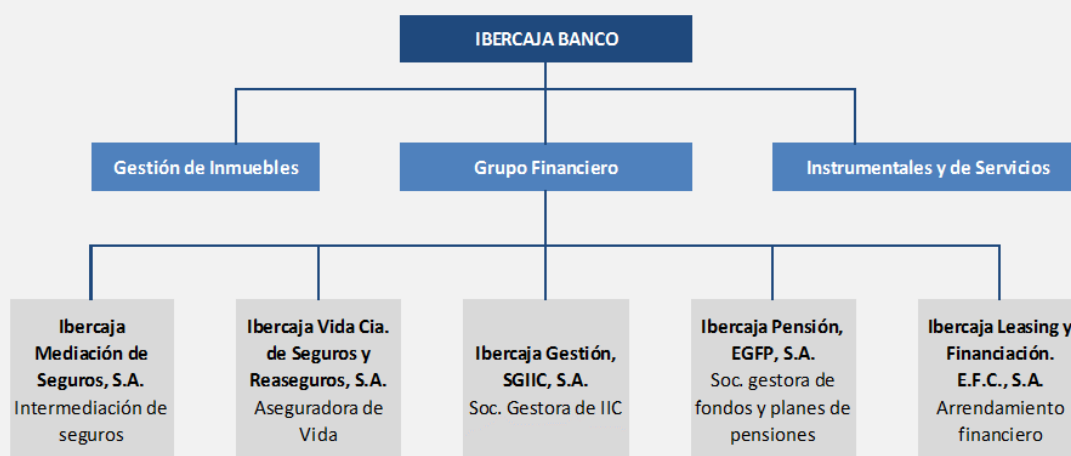 IBERCAJA BANCO
Gestión de Inmuebles
Grupo Financiero
Instrumentales y de Servicios
Ibercaja
Mediación de
Seguros, S.A.
Intermediación de
seguros
Ibercaja Vida Cia.
de Seguros y
Reaseguros, S.A.
Aseguradora de
Vida
Ibercaja Gestión,
SGIIC, S.A.
Soc. Gestora de IIC
Ibercaja Pensión,
EGFP, S.A.
Soc. gestora de
fondos y planes de
pensiones
Ibercaja Leasing y
Financiación.
E.F.C., S.A.
Arrendamiento
financiero